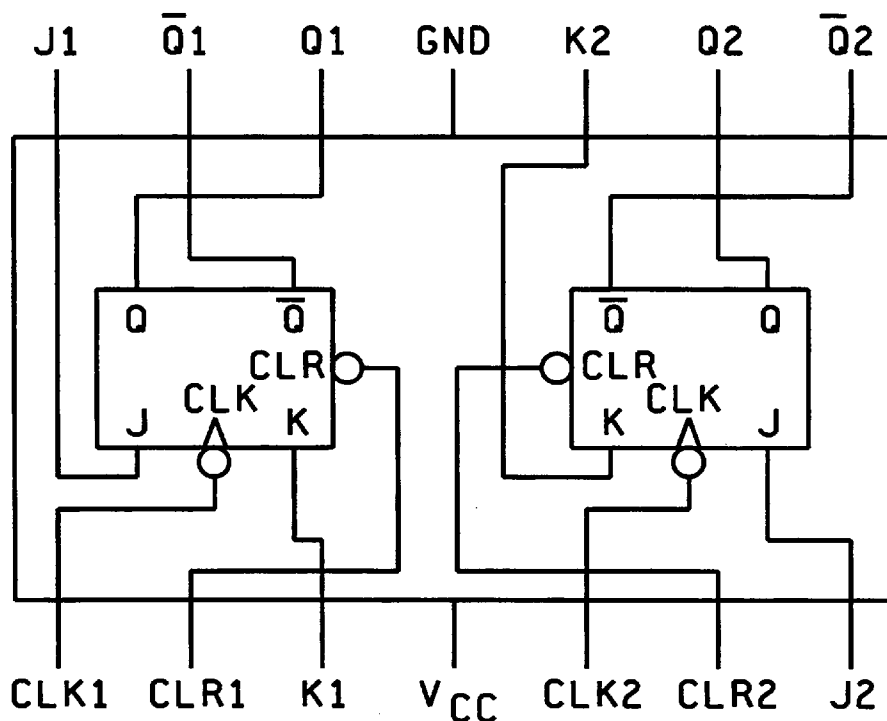 J1 Q̅1 Q1 GND K2 Q2 Q̅2
Q Q̅ Q̅ Q
CLR CLR
CLK CLK
J K K J
CLK1 CLR1 K1 VCC CLK2 CLR2 J2